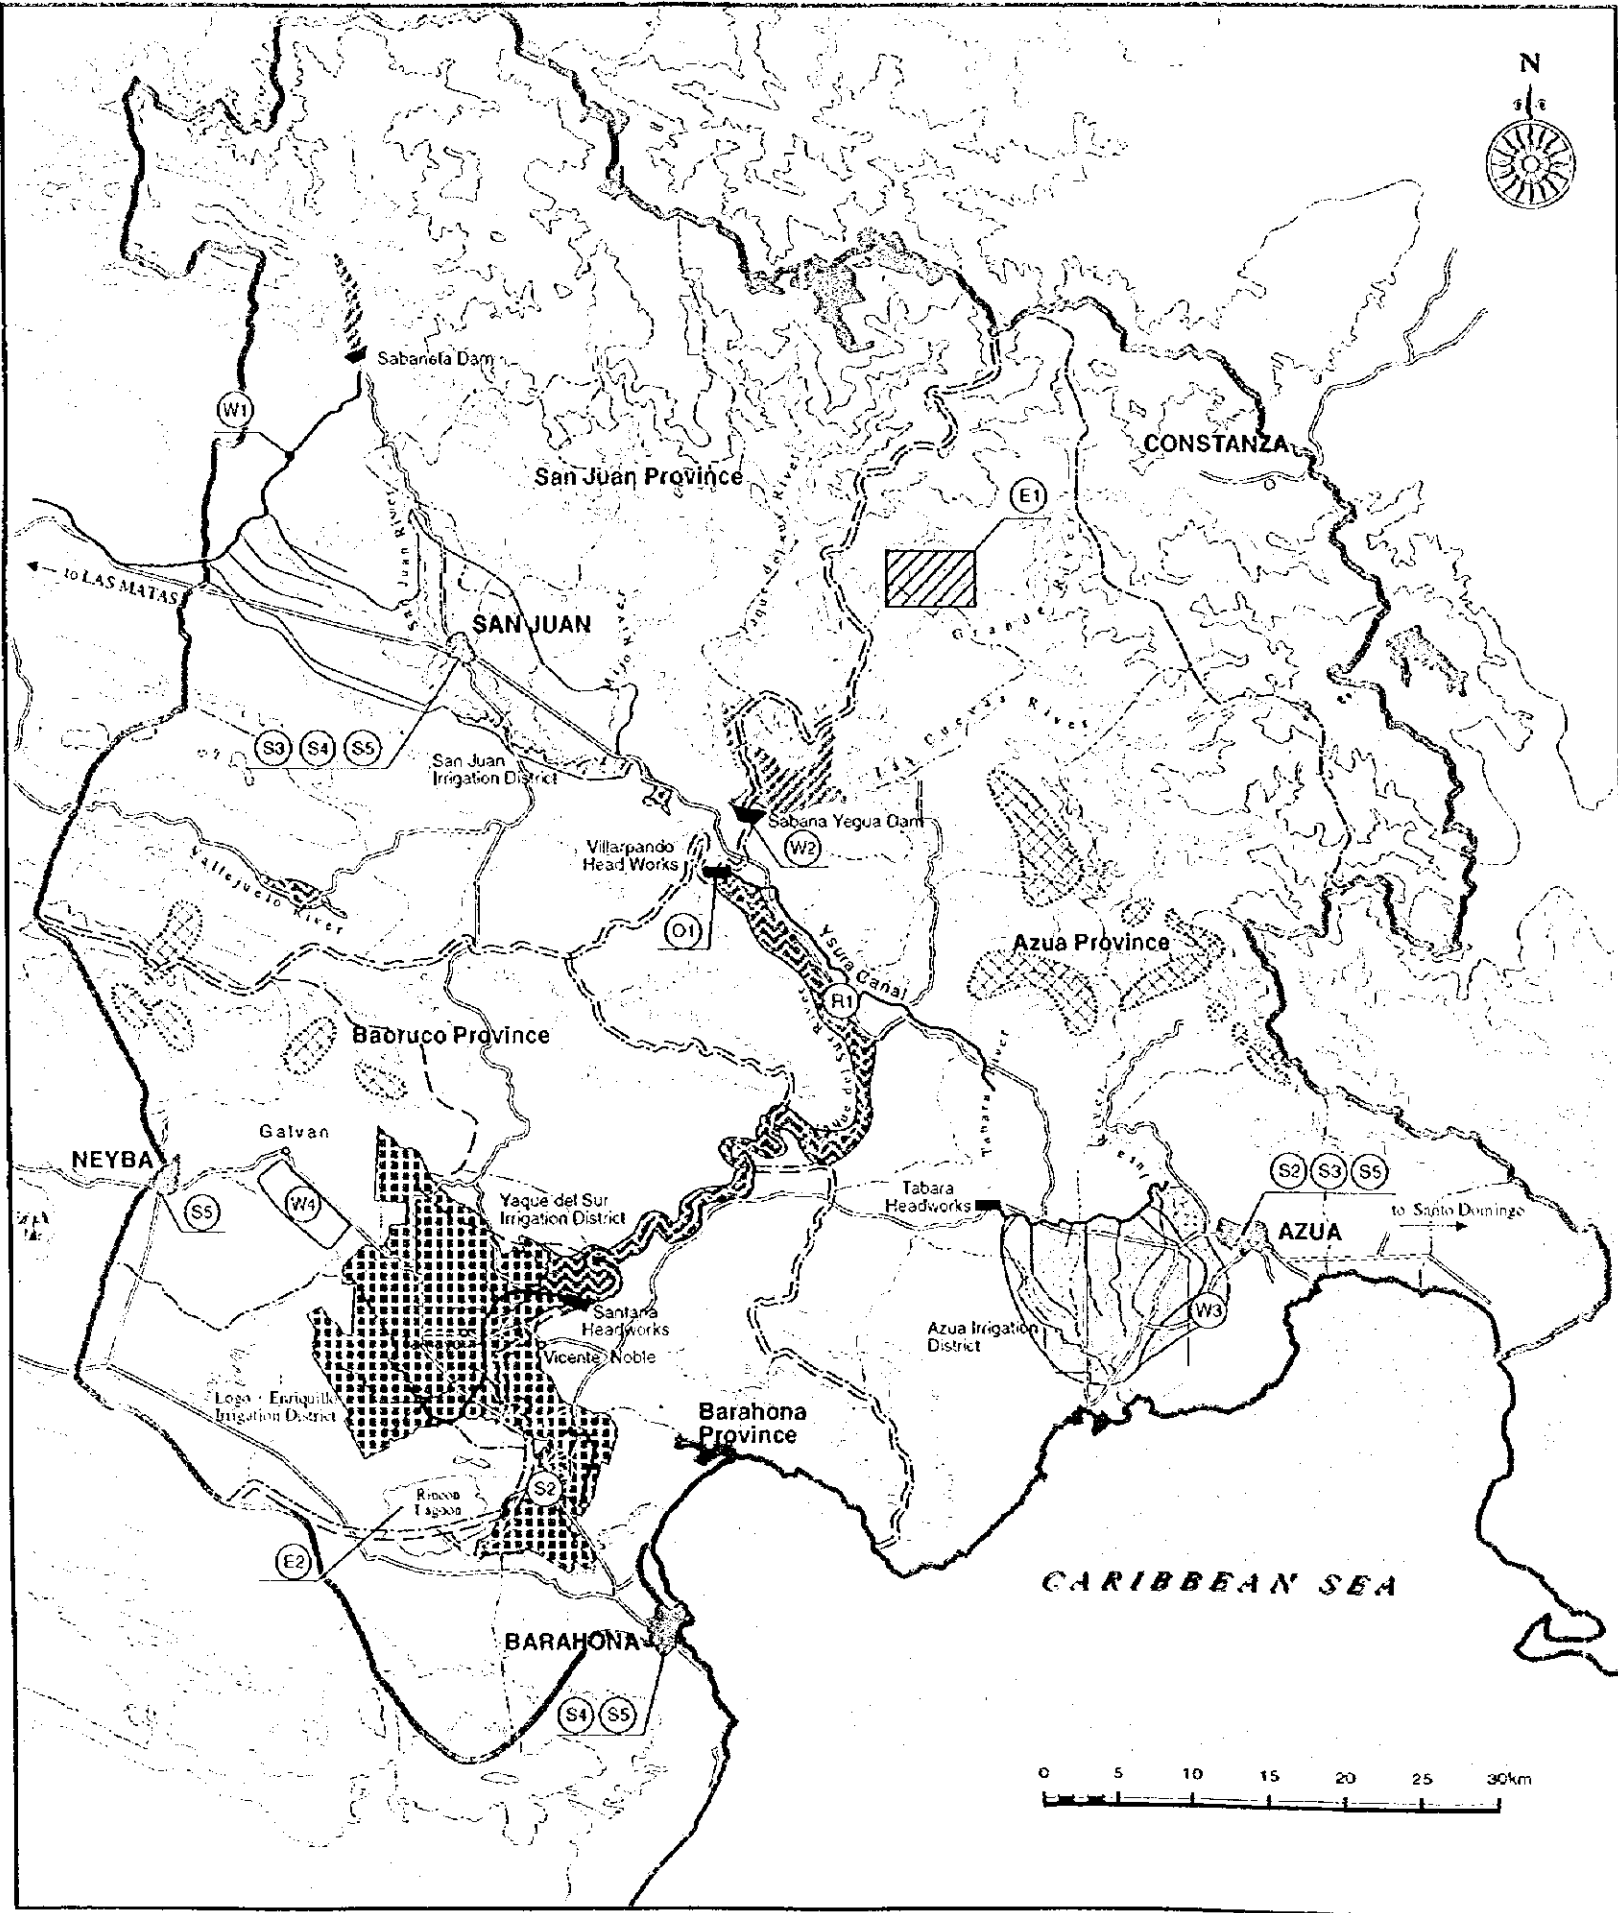 N
Sabaneta Dam
W1
CONSTANZA
San Juan Province
E1
San Juan River
Yaque del sur River
to LAS MATAS
SAN JUAN
Grande River
Mijo River
Las Cuevas River
S3 S4 S5
San Juan
Irrigation District
Sabana Yegua Dam
Villarpando
Head Works
W2
Vallejuelo River
O1
Ysura Canal
Azua Province
R1
Baoruco Province
Tabara River
Galvan
NEYBA
S2 S3 S5
W4
S5
Yaque del Sur
Irrigation District
Tabara
Headworks
to Santo Domingo
AZUA
Santana
Headworks
W3
Azua Irrigation
District
Vicente Noble
Lago Enriquillo
Irrigation District
Barahona
Province
S2
Rincon
Lagoon
E2
CARIBBEAN SEA
BARAHONA
S4 S5
0 5 10 15 20 25 30km